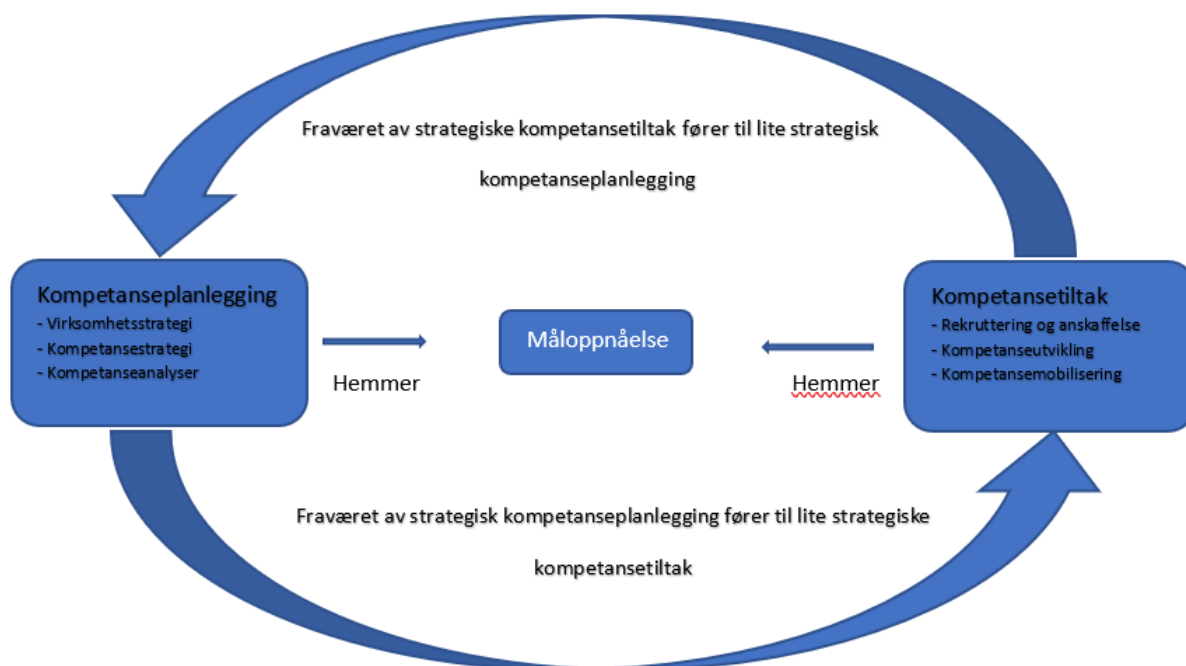 Fraværet av strategiske kompetansetiltak fører til lite strategisk
kompetanseplanlegging
Kompetanseplanlegging
- Virksomhetsstrategi
- Kompetansestrategi
- Kompetanseanalyser
Hemmer
Måloppnåelse
Hemmer
Kompetansetiltak
- Rekruttering og anskaffelse
- Kompetanseutvikling
- Kompetansemobilisering
Fraværet av strategisk kompetanseplanlegging fører til lite strategiske
kompetansetiltak